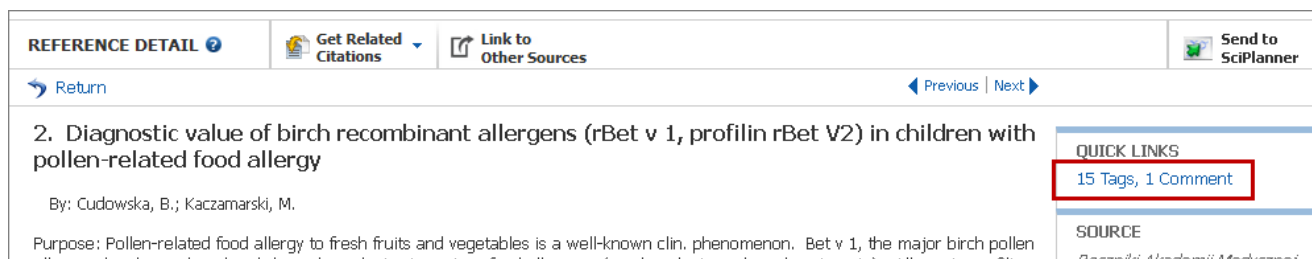 REFERENCE DETAIL
Get Related
Citations
Link to
Other Sources
Send to
SciPlanner
Return
Previous | Next
2. Diagnostic value of birch recombinant allergens (rBet v 1, profilin rBet V2) in children with
pollen-related food allergy
By: Cudowska, B.; Kaczamarski, M.
Purpose: Pollen-related food allergy to fresh fruits and vegetables is a well-known clin. phenomenon. Bet v 1, the major birch pollen
QUICK LINKS
15 Tags, 1 Comment
SOURCE
Roczniki Akademii Medycznej